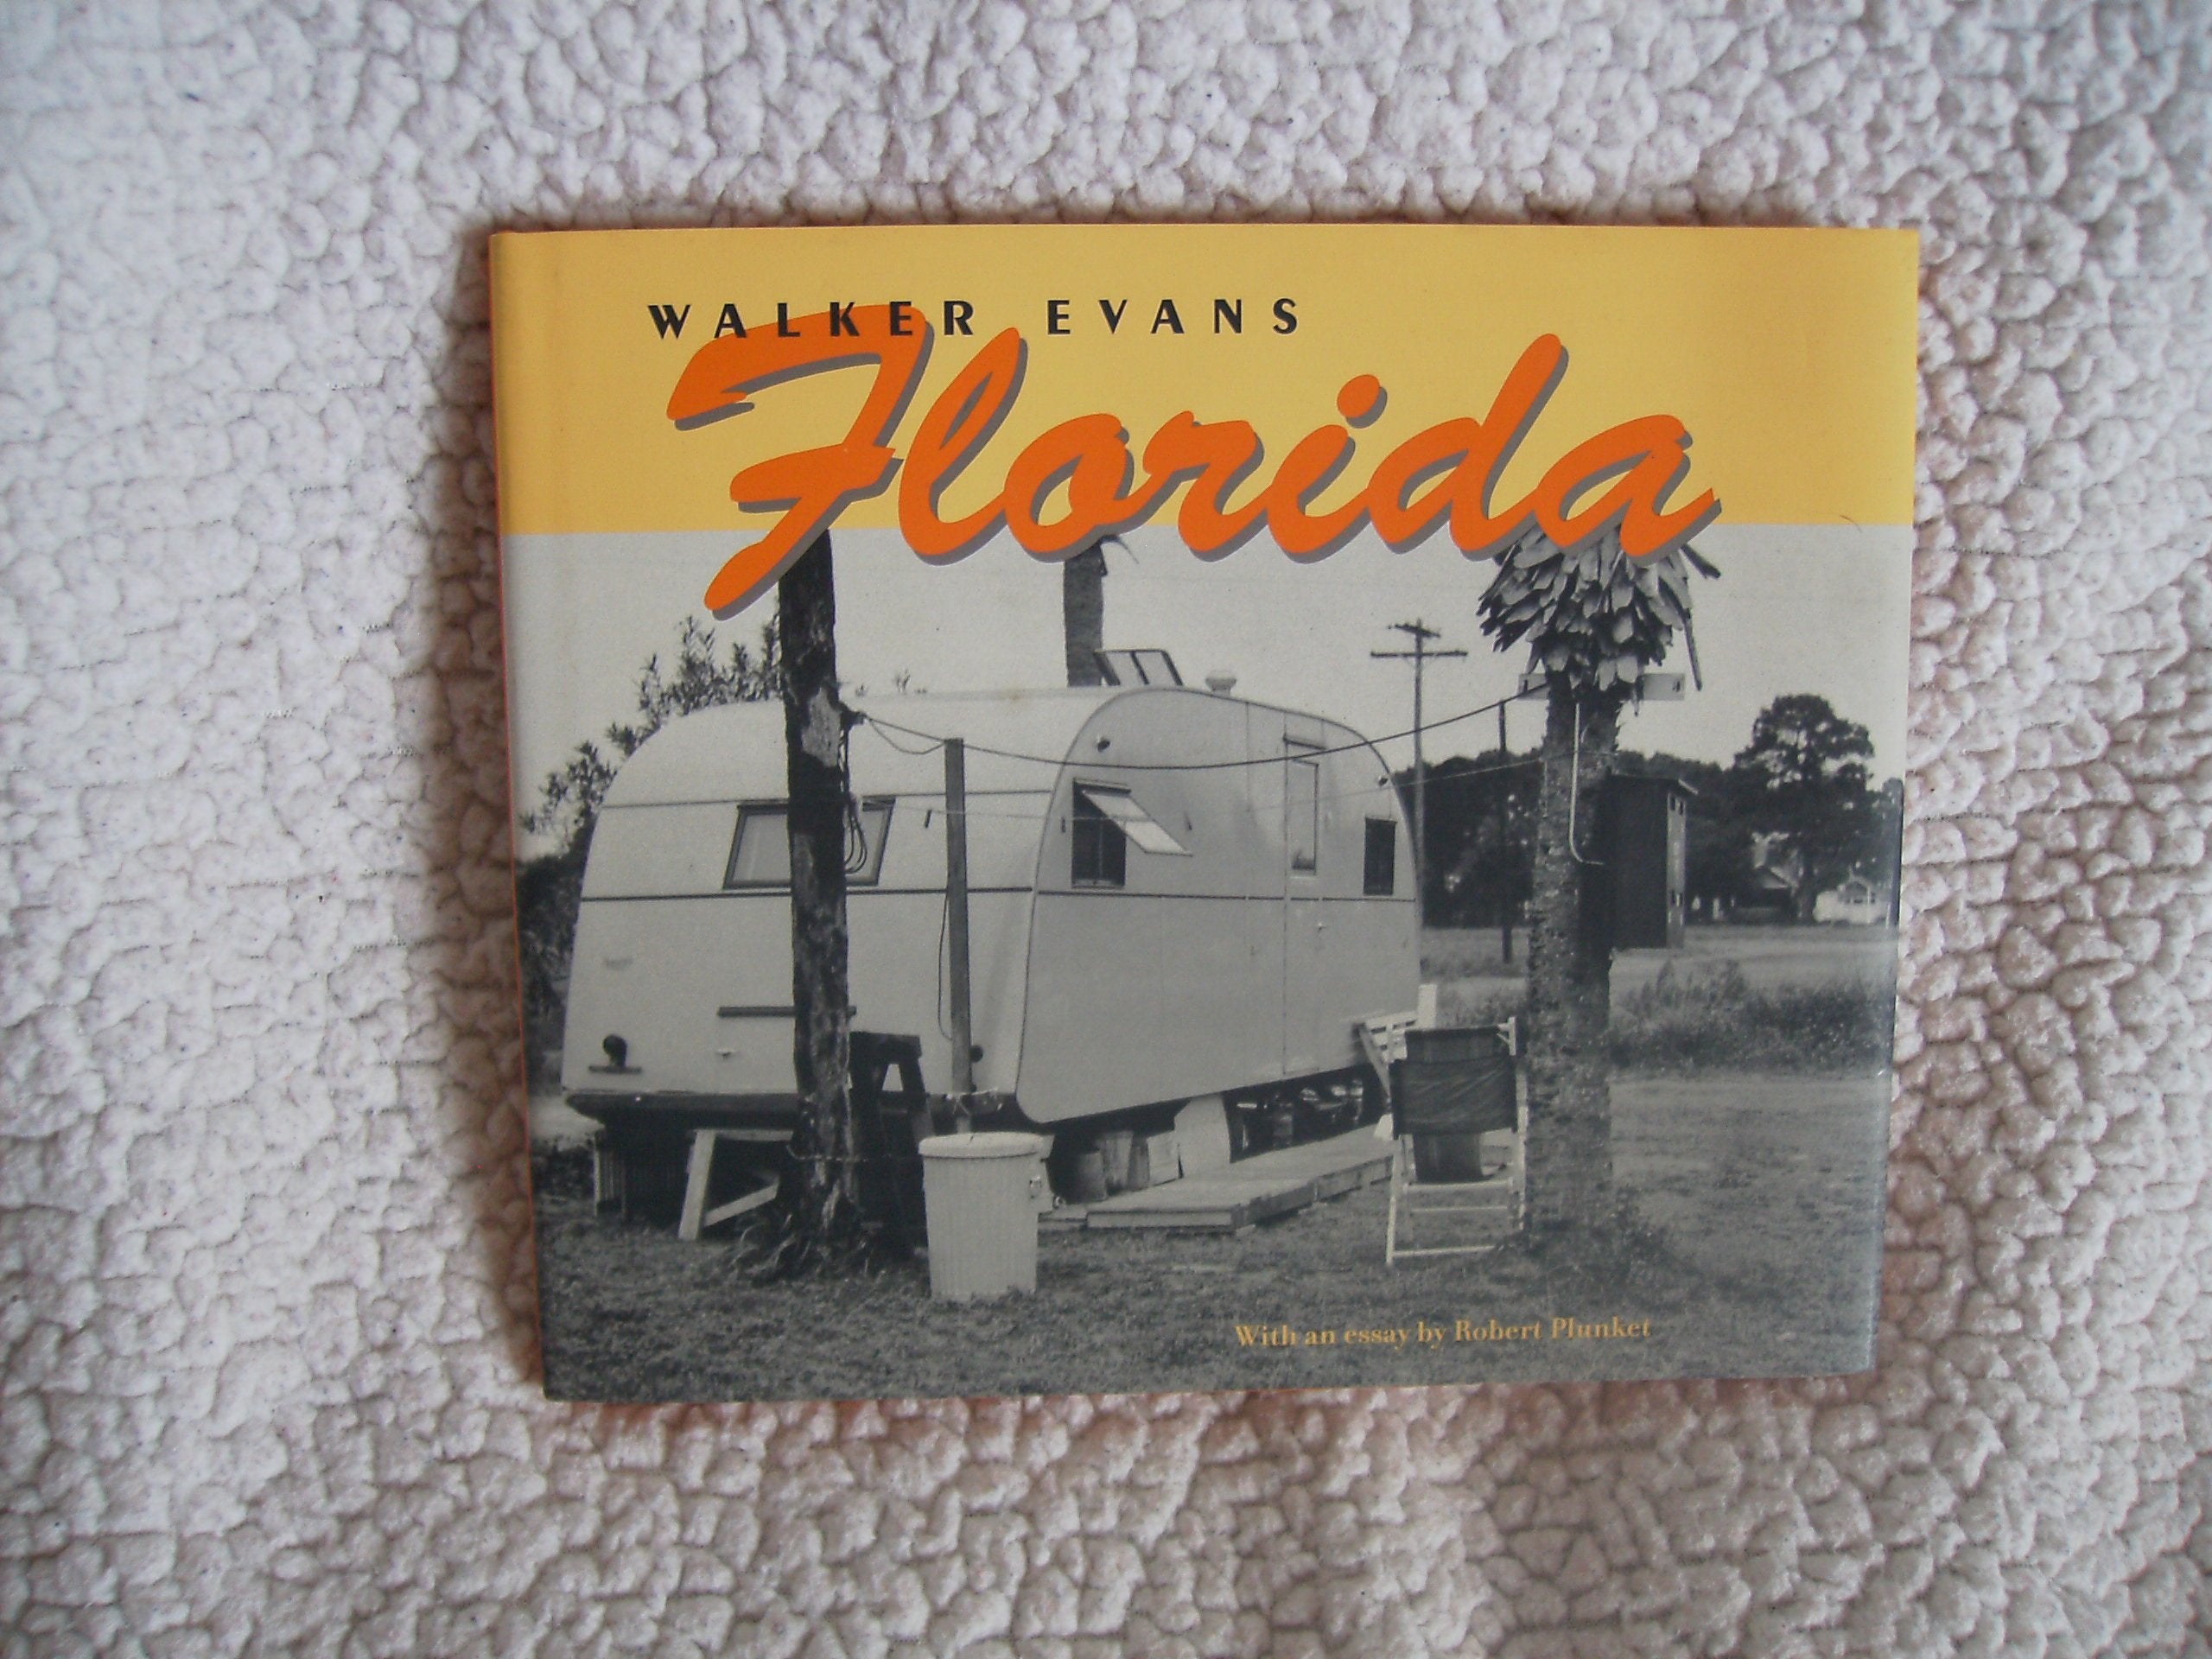 WALKER EVANS
Florida
With an essay by Robert Plunket